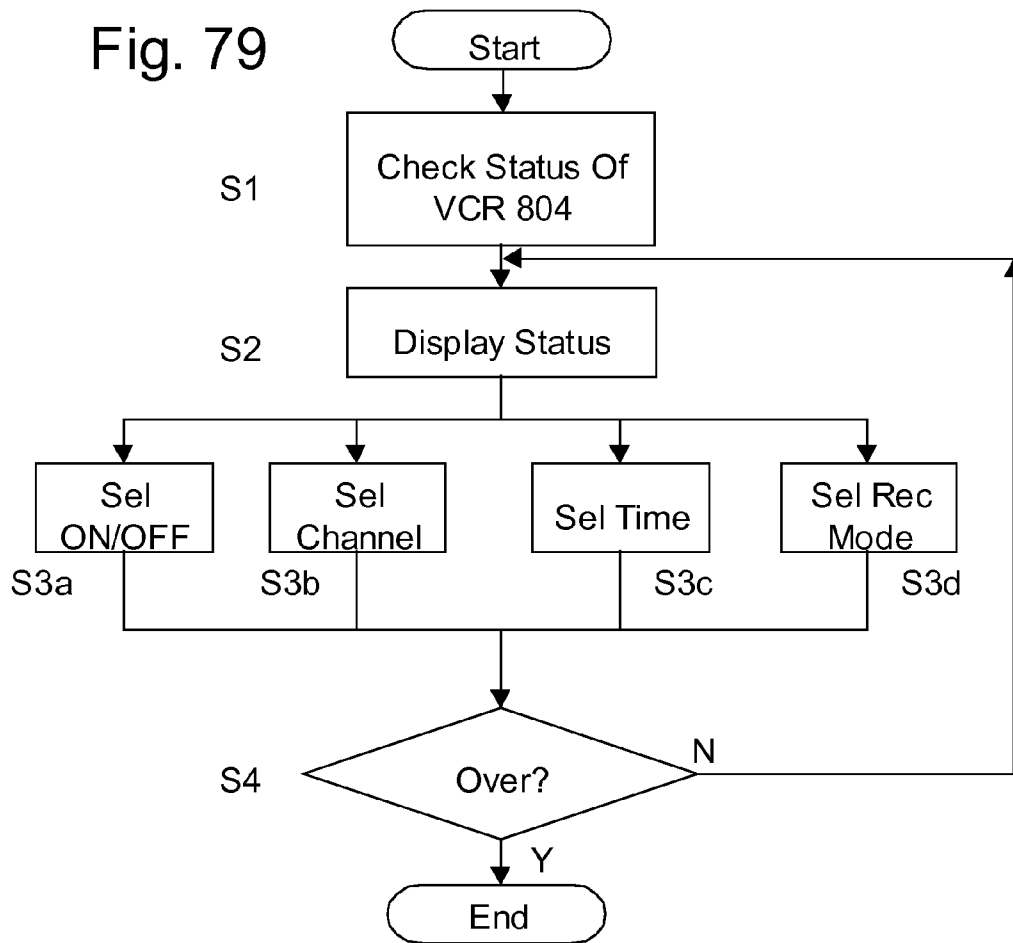 Fig. 79
Start
S1
Check Status Of
VCR 804
S2
Display Status
Sel
ON/OFF
S3a
Sel
Channel
S3b
Sel Time
S3c
Sel Rec
Mode
S3d
S4
Over?
N
Y
End